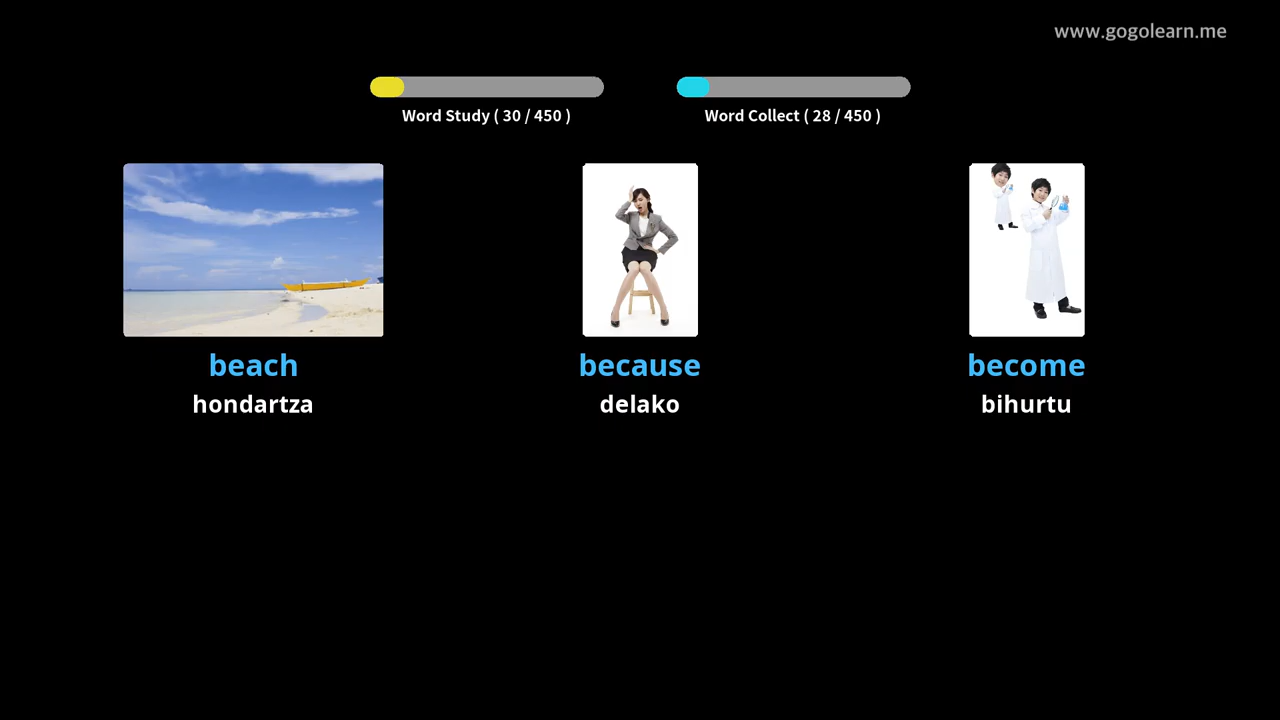 www.gogolearn.me
Word Study ( 30 / 450 )
Word Collect ( 28 / 450 )
beach
because
become
hondartza
delako
bihurtu